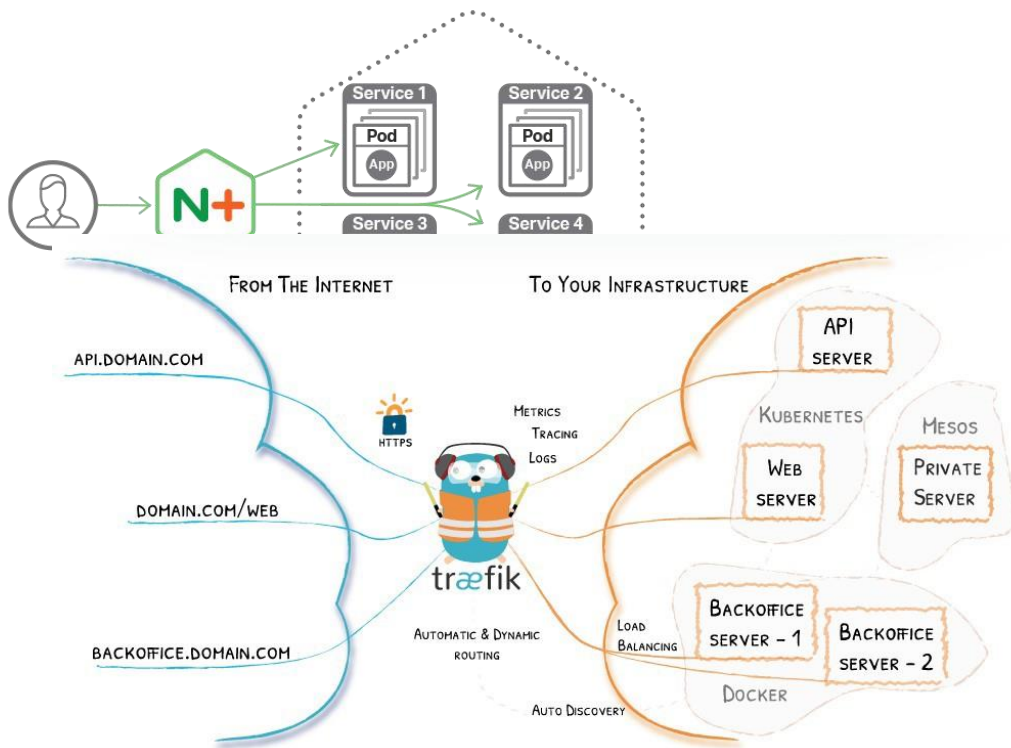 Service 1
Service 2
Pod
App
Pod
App
N+
Service 3
Service 4
FROM THE INTERNET
TO YOUR INFRASTRUCTURE
API.DOMAIN.COM
DOMAIN.COM/WEB
BACKOFFICE.DOMAIN.COM
HTTPS
METRICS
TRACING
LOGS
træfik
AUTOMATIC & DYNAMIC
ROUTING
LOAD
BALANCING
AUTO DISCOVERY
API
SERVER
KUBERNETES
WEB
SERVER
MESOS
PRIVATE
SERVER
BACKOFFICE
SERVER - 1
BACKOFFICE
SERVER - 2
DOCKER